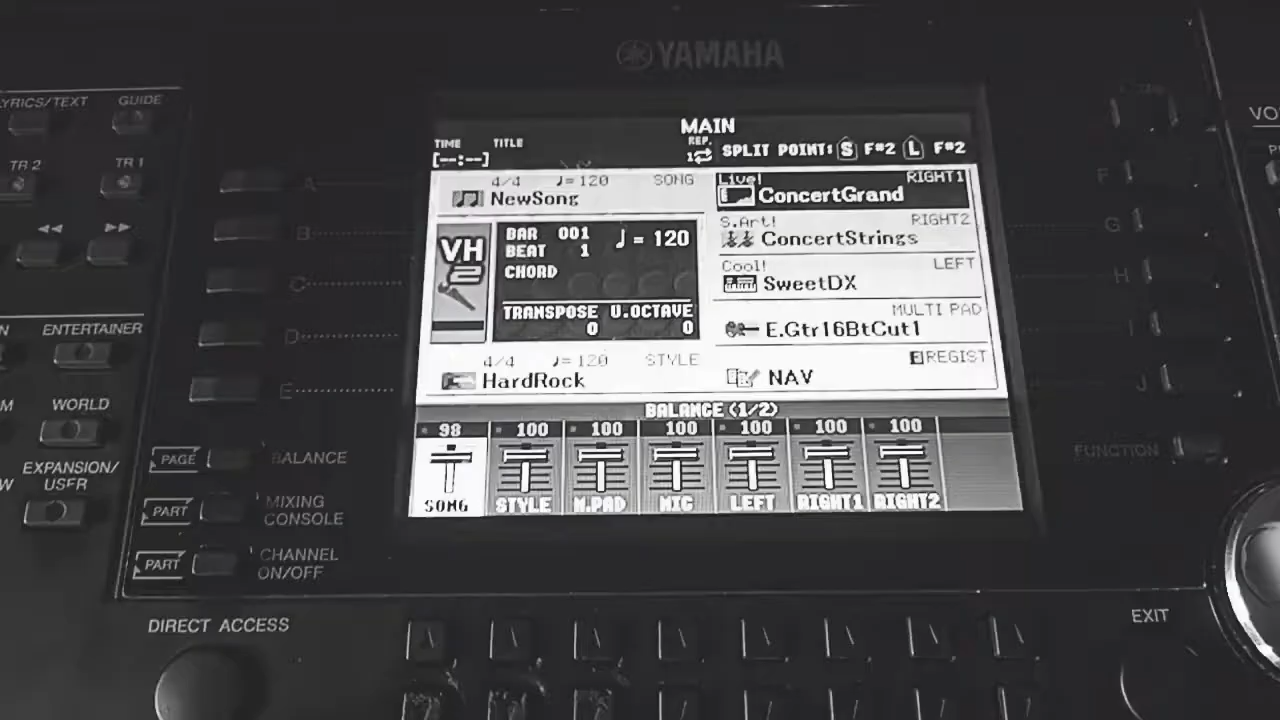 YAMAHA
LYRICS/TEXT GUIDE
TR 2 TR 1
ENTERTAINER
WORLD
EXPANSION/
USER
A
B
C
D
E
PAGE BALANCE
PART MIXING
CONSOLE
PART CHANNEL
ON/OFF
DIRECT ACCESS
MAIN
TIME TITLE REP. SPLIT POINT: S F#2 L F#2
[--:--] 1
4/4 ♩=120 SONG
NewSong
VH
2
BAR 001 ♩= 120
BEAT 1
CHORD
TRANSPOSE U.OCTAVE
0 0
4/4 ♩=120 STYLE
HardRock
Live! RIGHT1
ConcertGrand
S.Art! RIGHT2
ConcertStrings
Cool! LEFT
SweetDX
MULTI PAD
E.Gtr16BtCut1
REGIST
NAV
BALANCE(1/2)
98 100 100 100 100 100 100
SONG STYLE M.PAD MIC LEFT RIGHT1 RIGHT2
F
G
H
I
J
FUNCTION
EXIT